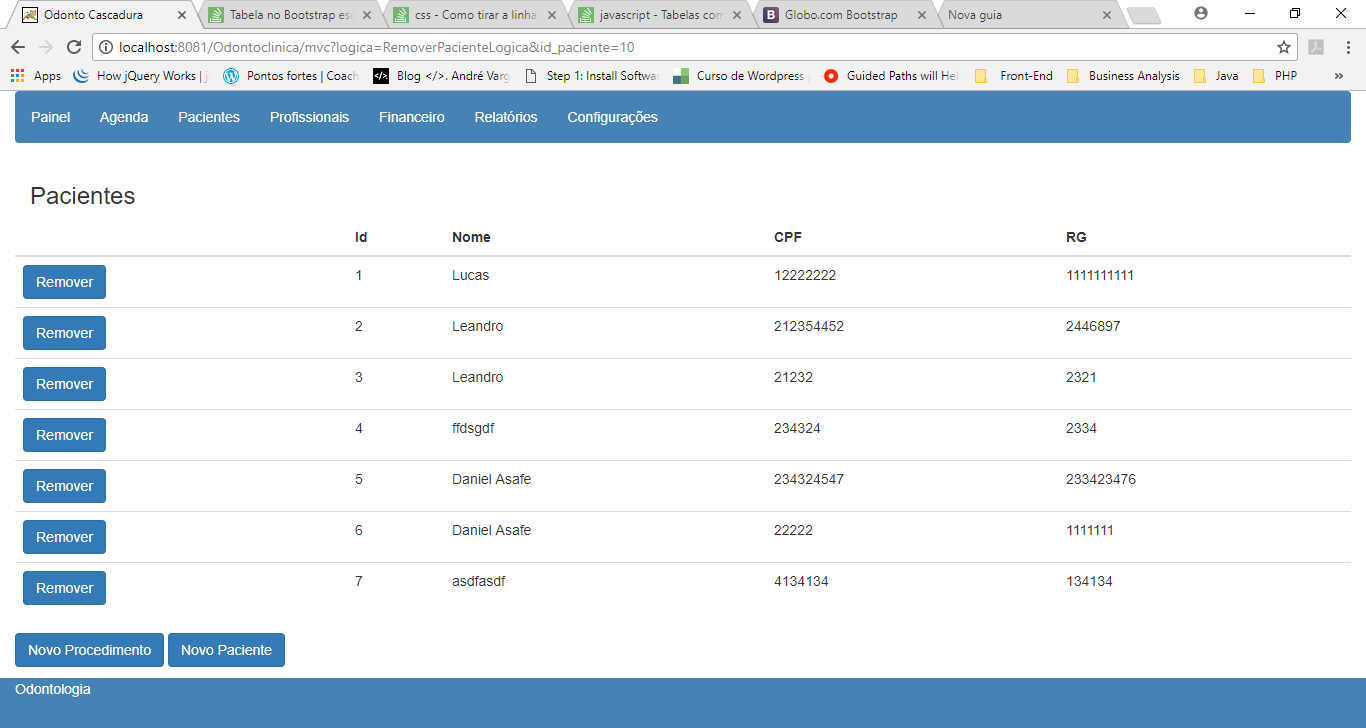 Odonto Cascadura
Tabela no Bootstrap esc
css - Como tirar a linha
javascript - Tabelas com
Globo.com Bootstrap
Nova guia
localhost:8081/Odontoclinica/mvc?logica=RemoverPacienteLogica&id_paciente=10
Apps
How jQuery Works | j
Pontos fortes | Coach
Blog </>. André Varg
Step 1: Install Softwar
Curso de Wordpress
Guided Paths will Hel
Front-End
Business Analysis
Java
PHP
»
Painel Agenda Pacientes Profissionais Financeiro Relatórios Configurações
Pacientes
Id Nome CPF RG
Remover 1 Lucas 12222222 1111111111
Remover 2 Leandro 212354452 2446897
Remover 3 Leandro 21232 2321
Remover 4 ffdsgdf 234324 2334
Remover 5 Daniel Asafe 234324547 233423476
Remover 6 Daniel Asafe 22222 1111111
Remover 7 asdfasdf 4134134 134134
Novo Procedimento Novo Paciente
Odontologia